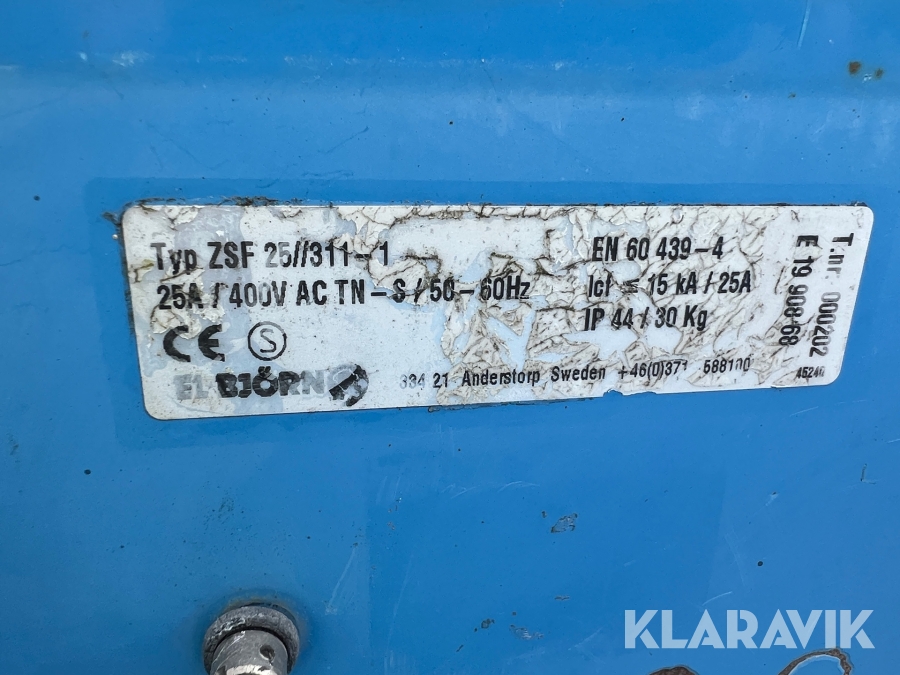 Typ ZSF 25//311-1
25A / 400V AC TN-S / 50-60Hz
CE S
EL BJÖRN
EN 60 439-4
Icf ≤ 15 kA / 25A
IP 44 / 30 Kg
334 21 Anderstorp Sweden +46(0)371 588100
T.nr 000202
E 19 908 68
45240
KLARAVIK